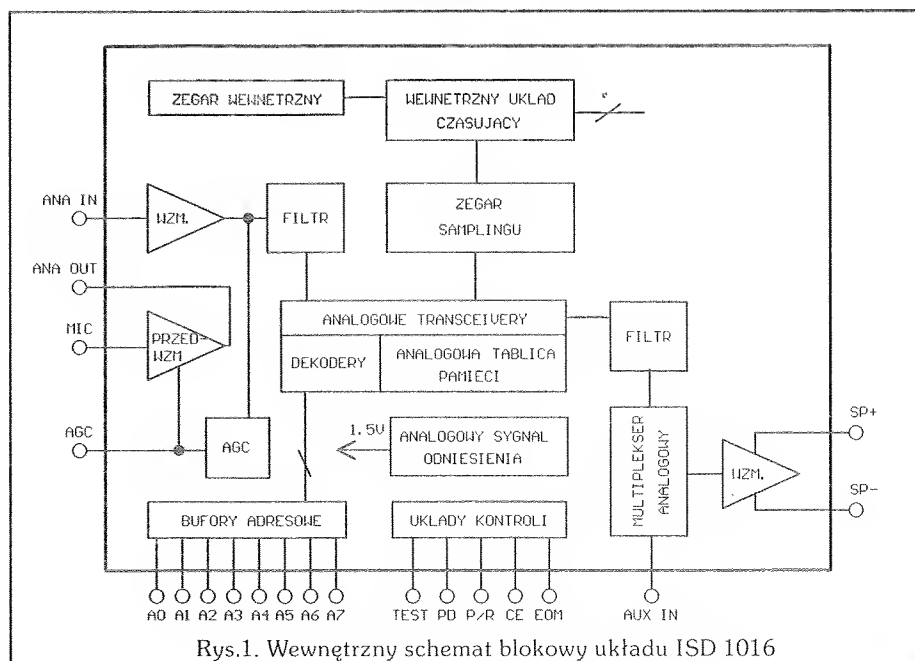 ZEGAR WEWNETRZNY
WEWNETRZNY UKLAD
CZASUJACY
ANA IN
WZM.
FILTR
ZEGAR
SAMPLINGU
ANA OUT
MIC
PRZED-
WZM
ANALOGOWE TRANSCEIVERY
DEKODERY
ANALOGOWA TABLICA
PAMIECI
FILTR
AGC
AGC
1.5V
ANALOGOWY SYGNAL
ODNIESIENIA
MULTIPLEKSER
ANALOGOWY
WZM.
SP+
SP-
BUFORY ADRESOWE
UKLADY KONTROLI
A0 A1 A2 A3 A4 A5 A6 A7
TEST PD P/R CE EOM
AUX IN
Rys.1. Wewnętrzny schemat blokowy układu ISD 1016